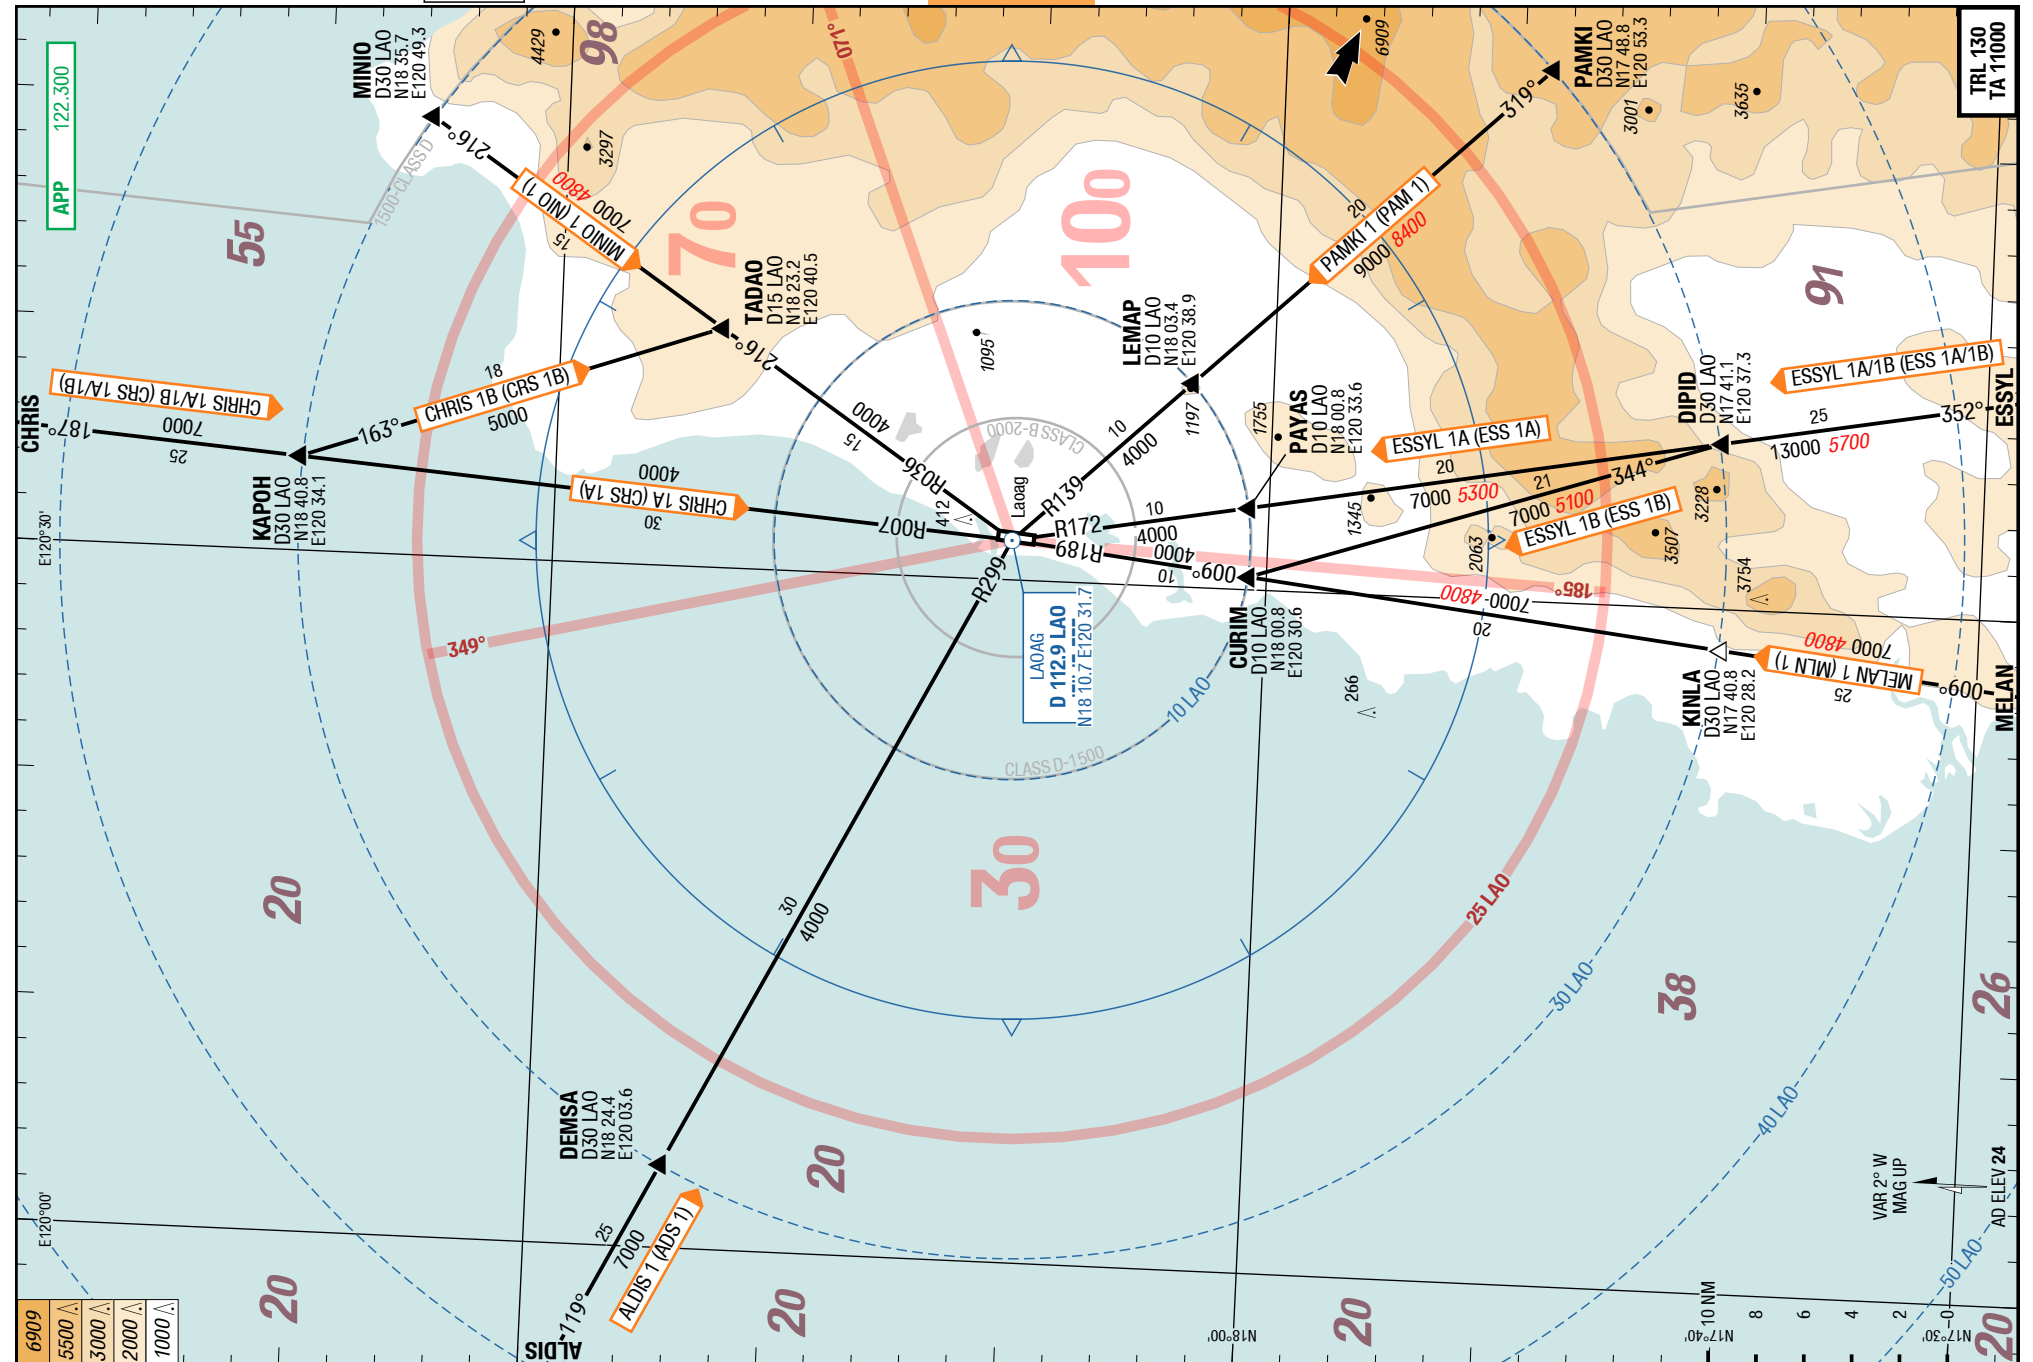 APP 122.300
TRL 130
TA 11000
MINIO
D30 LAO
N18 35.7
E120 49.3
4429
98
071°
6909
PAMKI
D30 LAO
N17 48.8
E120 53.3
3001
3635
319°
216°
1500-CLASS D
3297
55
MINIO 1 (NIO 1)
4800
7000
15
70
100
20
PAMKI 1 (PAM 1)
9000 8400
91
TADAO
D15 LAO
N18 23.2
E120 40.5
216°
1095
LEMAP
D10 LAO
N18 03.4
E120 38.9
1197
CHRIS
187°
CHRIS 1A/1B (CRS 1A/1B)
7000
25
163°
18
CHRIS 1B (CRS 1B)
5000
4000
15
R036
CLASS B-2000
10
4000
R139
1755
PAYAS
D10 LAO
N18 00.8
E120 33.6
ESSYL 1A (ESS 1A)
DIPID
D30 LAO
N17 41.1
E120 37.3
ESSYL 1A/1B (ESS 1A/1B)
25
13000 5700
352°
ESSYL
KAPOH
D30 LAO
N18 40.8
E120 34.1
4000
CHRIS 1A (CRS 1A)
30
R007
412
Laoag
R172
10
4000
1345
20
7000 5300
21
7000 5100
344°
ESSYL 1B (ESS 1B)
3228
3507
3754
2063
E120°30'
R189
4000
10
009°
185°
4800
7000
20
349°
R299
LAOAG
D 112.9 LAO
N18 10.7 E120 31.7
CURIM
D10 LAO
N18 00.8
E120 30.6
266
KINLA
D30 LAO
N17 40.8
E120 28.2
4800
7000
MELAN 1 (MLN 1)
25
009°
MELAN
10 LAO
CLASS D-1500
30
25 LAO
20
30
4000
30 LAO
38
26
40 LAO
DEMSA
D30 LAO
N18 24.4
E120 03.6
20
VAR 2° W
MAG UP
AD ELEV 24
E120°00'
25
7000
ALDIS 1 (ADS 1)
119°
ALDIS
20
20
20
20
50 LAO
N18°00'
N17°40'
N17°30'
10 NM
8
6
4
2
0
6909
5500
3000
2000
1000